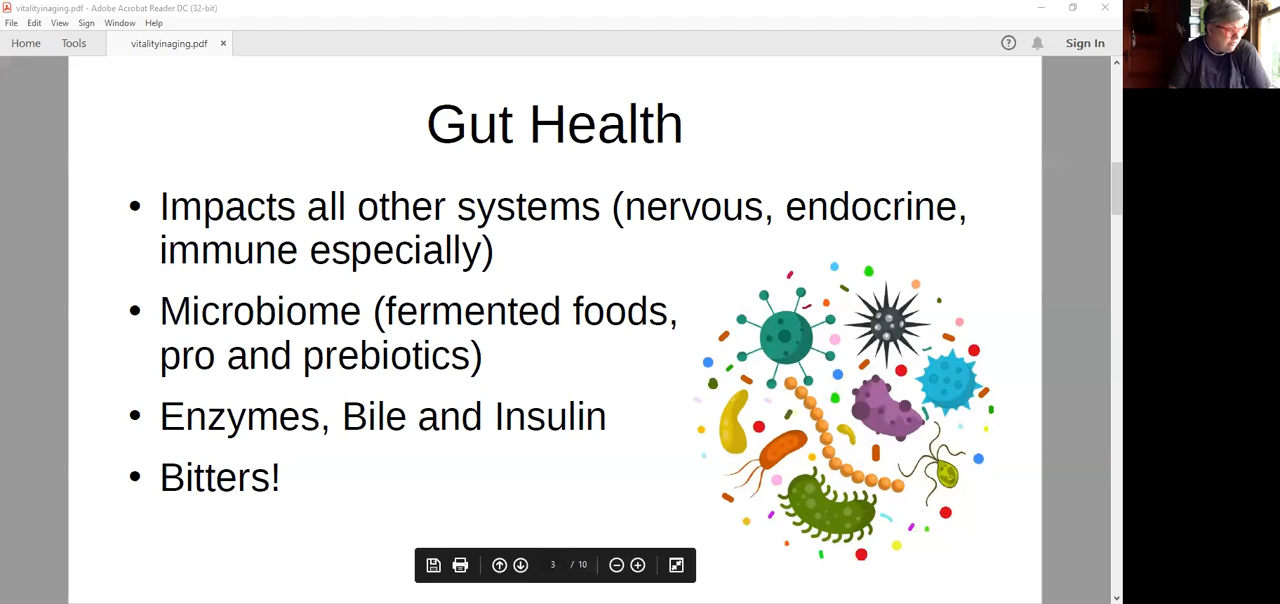 vitalityinaging.pdf - Adobe Acrobat Reader DC (32-bit)
File Edit View Sign Window Help
Home Tools vitalityinaging.pdf × Sign In
Gut Health
• Impacts all other systems (nervous, endocrine,
immune especially)
• Microbiome (fermented foods,
pro and prebiotics)
• Enzymes, Bile and Insulin
• Bitters!
3 / 10